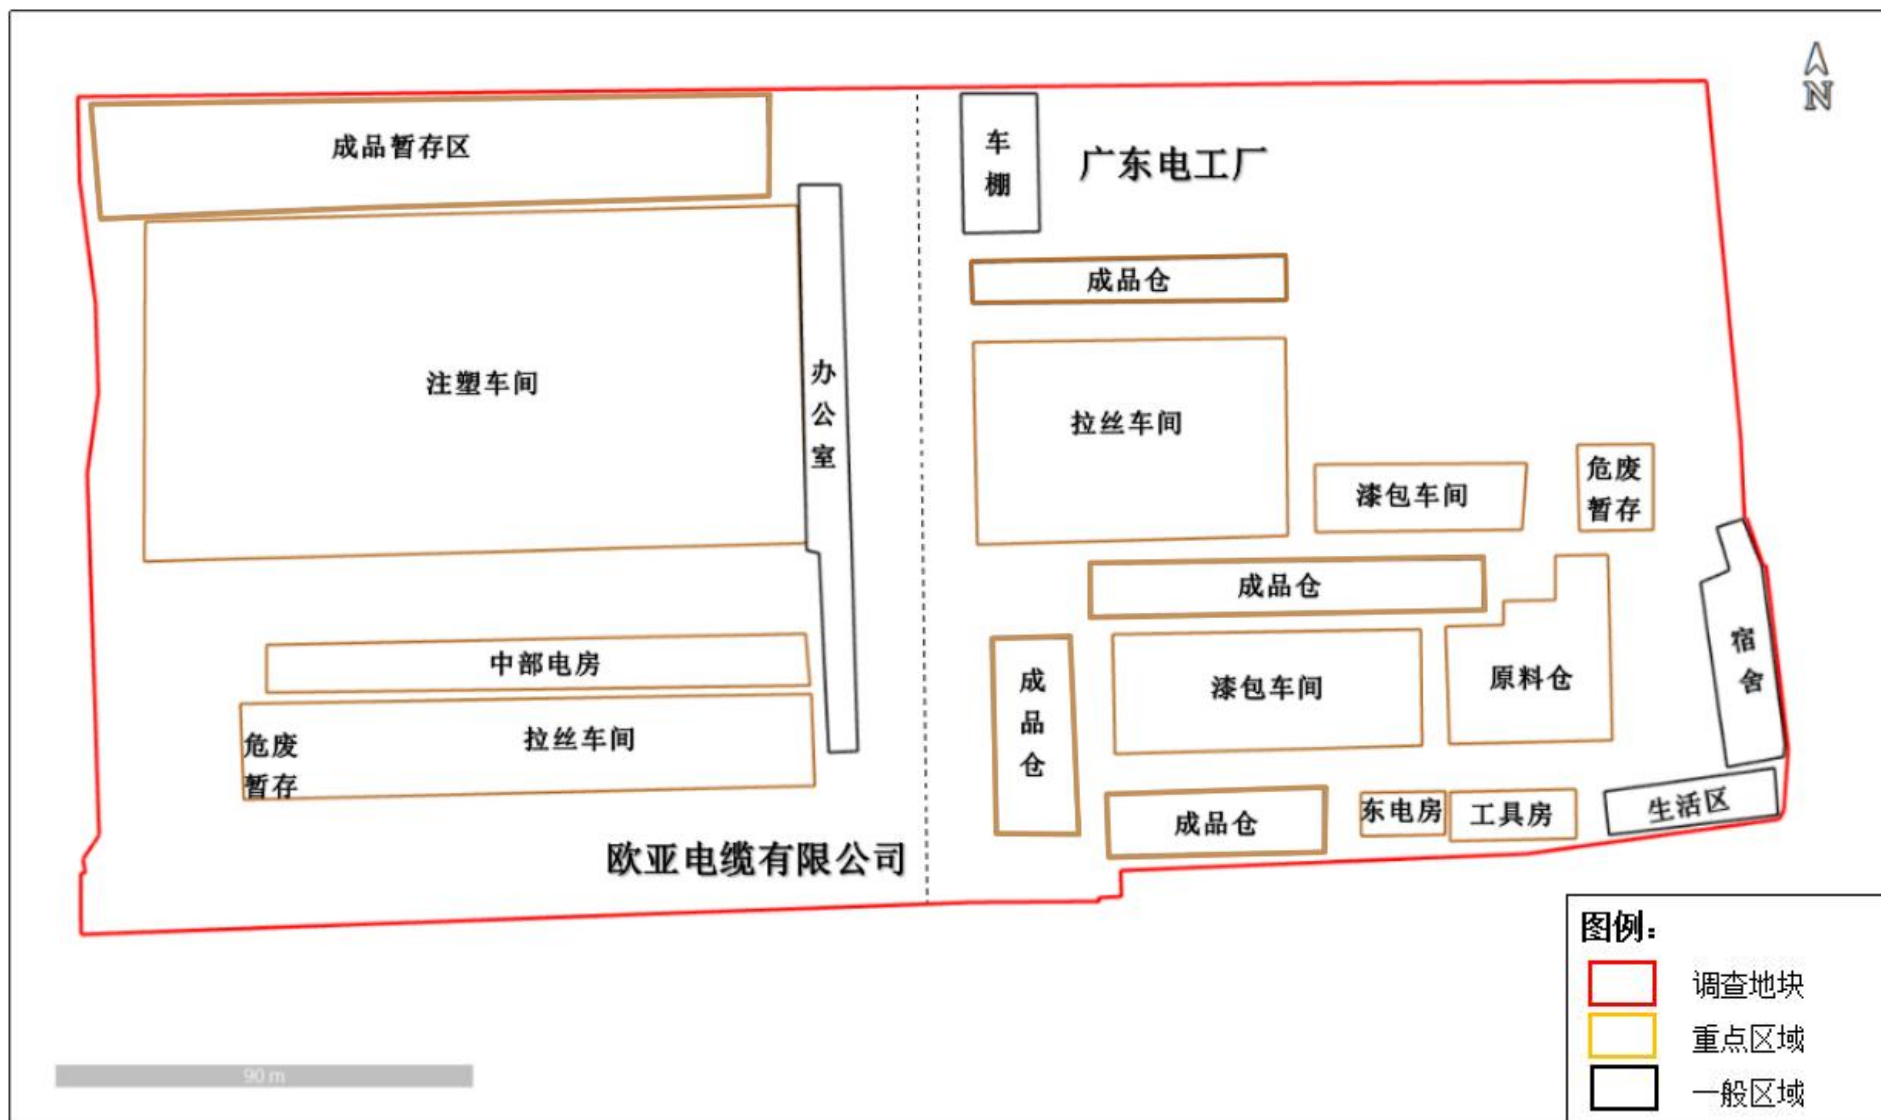 N
成品暂存区
车
棚
广东电工厂
成品仓
注塑车间
办
公
室
拉丝车间
漆包车间
危废
暂存
成品仓
宿
舍
中部电房
成
品
仓
漆包车间
原料仓
危废
暂存
拉丝车间
成品仓
东电房
工具房
生活区
欧亚电缆有限公司
图例：
调查地块
重点区域
一般区域
90 m